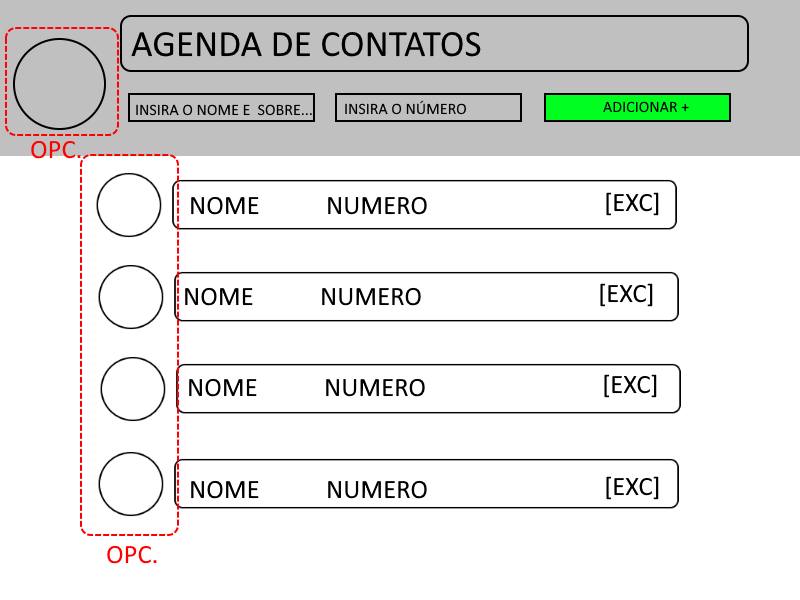 AGENDA DE CONTATOS
INSIRA O NOME E SOBRE...
INSIRA O NÚMERO
ADICIONAR +
OPC.
NOME NUMERO [EXC]
NOME NUMERO [EXC]
NOME NUMERO [EXC]
NOME NUMERO [EXC]
OPC.